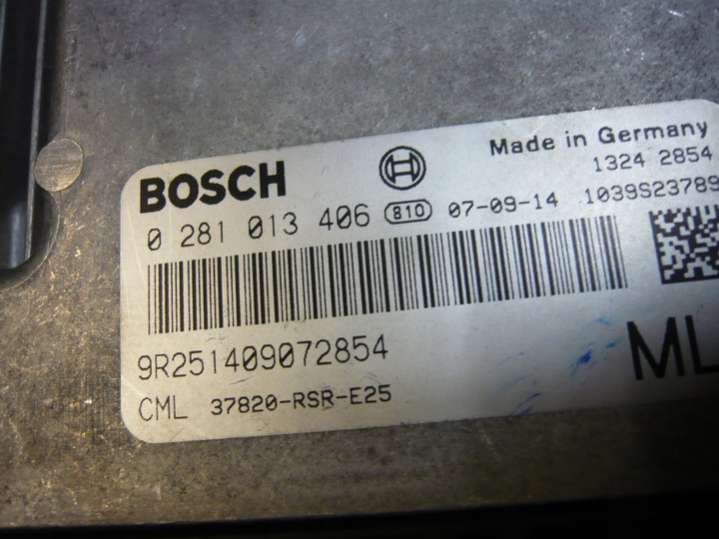 Made in Germany
BOSCH
1324 2854
0 281 013 406 810 07-09-14 1039S23789
9R251409072854
ML
CML 37820-RSR-E25